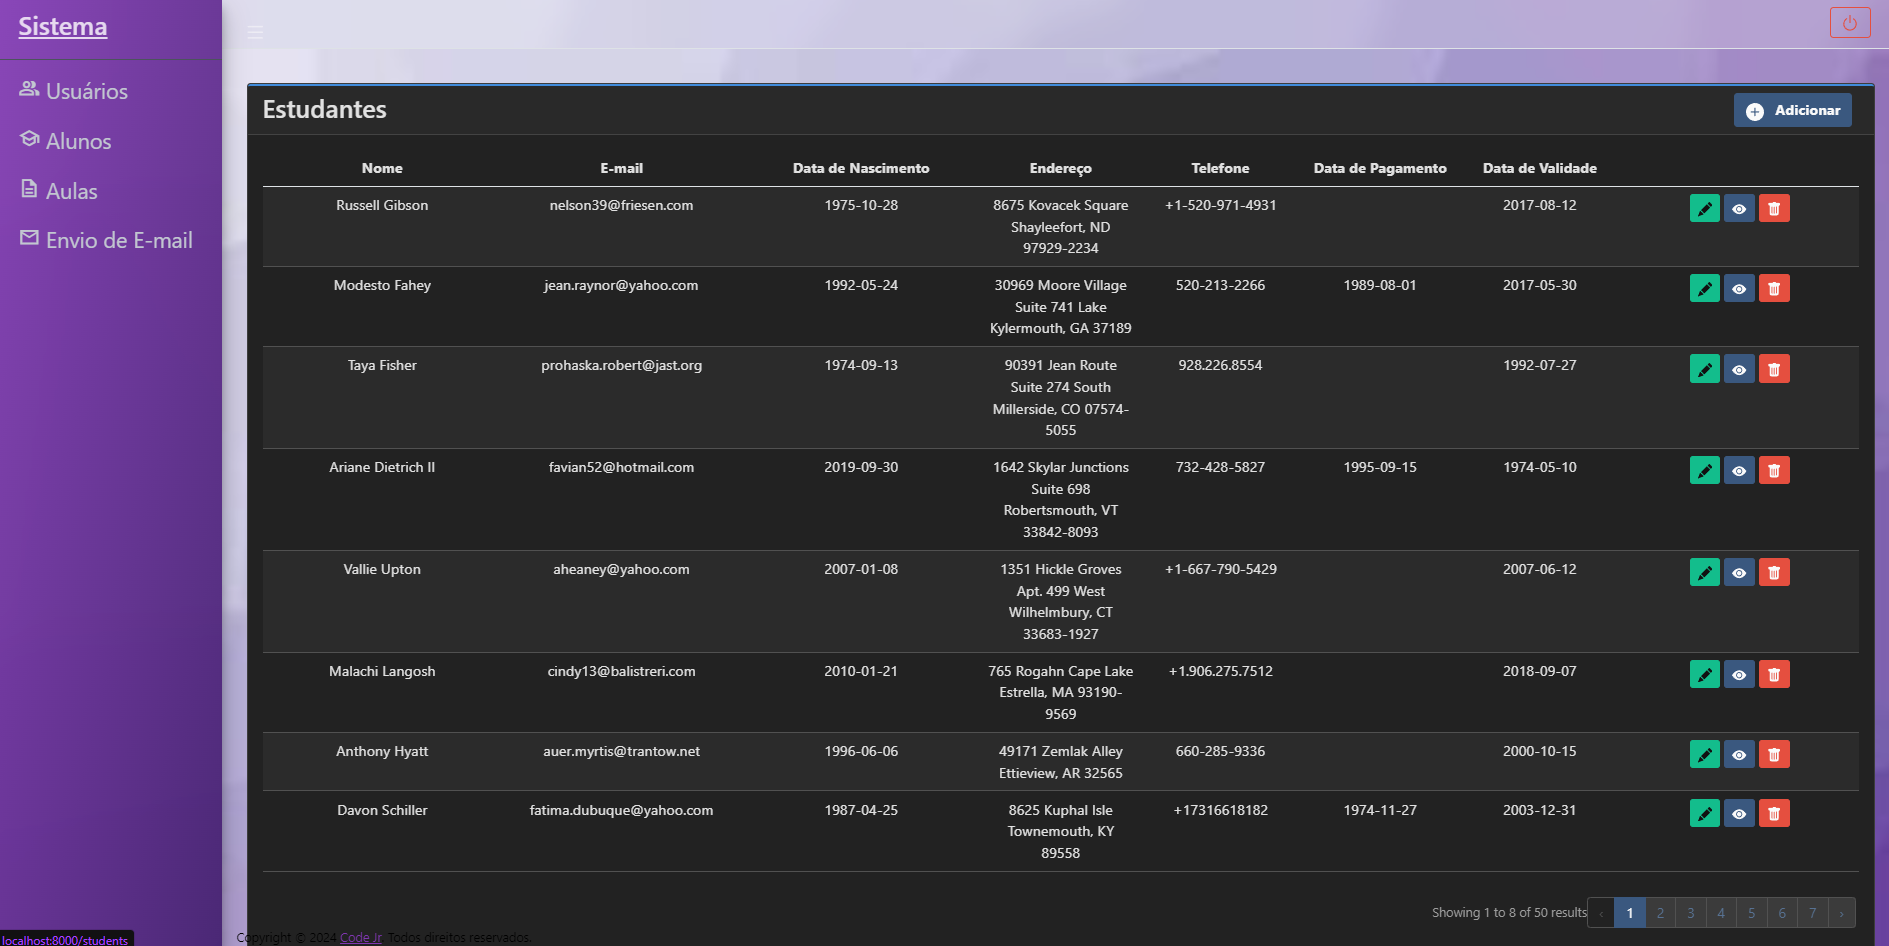 Sistema
Usuários
Alunos
Aulas
Envio de E-mail
Estudantes
Adicionar
Nome E-mail Data de Nascimento Endereço Telefone Data de Pagamento Data de Validade
Russell Gibson nelson39@friesen.com 1975-10-28 8675 Kovacek Square +1-520-971-4931 2017-08-12
Shayleefort, ND
97929-2234
Modesto Fahey jean.raynor@yahoo.com 1992-05-24 30969 Moore Village 520-213-2266 1989-08-01 2017-05-30
Suite 741 Lake
Kylermouth, GA 37189
Taya Fisher prohaska.robert@jast.org 1974-09-13 90391 Jean Route 928.226.8554 1992-07-27
Suite 274 South
Millerside, CO 07574-
5055
Ariane Dietrich II favian52@hotmail.com 2019-09-30 1642 Skylar Junctions 732-428-5827 1995-09-15 1974-05-10
Suite 698
Robertsmouth, VT
33842-8093
Vallie Upton aheaney@yahoo.com 2007-01-08 1351 Hickle Groves +1-667-790-5429 2007-06-12
Apt. 499 West
Wilhelmbury, CT
33683-1927
Malachi Langosh cindy13@balistreri.com 2010-01-21 765 Rogahn Cape Lake +1.906.275.7512 2018-09-07
Estrella, MA 93190-
9569
Anthony Hyatt auer.myrtis@trantow.net 1996-06-06 49171 Zemlak Alley 660-285-9336 2000-10-15
Ettieview, AR 32565
Davon Schiller fatima.dubuque@yahoo.com 1987-04-25 8625 Kuphal Isle +17316618182 1974-11-27 2003-12-31
Townemouth, KY
89558
Showing 1 to 8 of 50 results ‹ 1 2 3 4 5 6 7 ›
Copyright © 2024 Code Jr. Todos direitos reservados.
localhost:8000/students